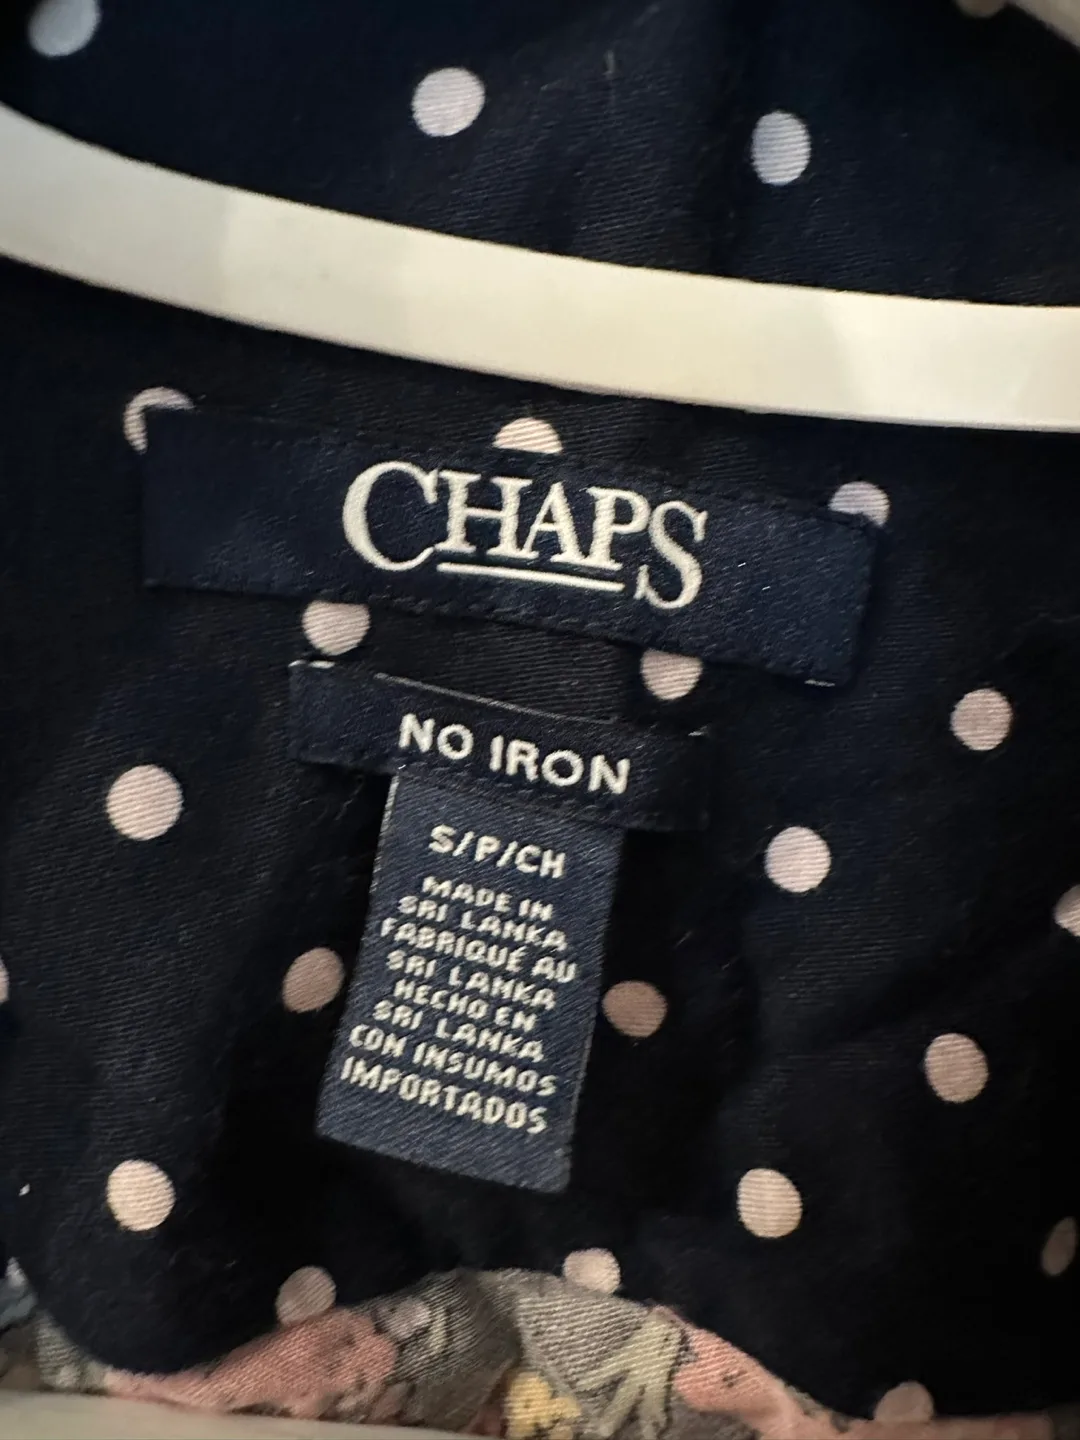 CHAPS
NO IRON
S/P/CH
MADE IN
SRI LANKA
FABRIQUÉ AU
SRI LANKA
HECHO EN
SRI LANKA
CON INSUMOS
IMPORTADOS